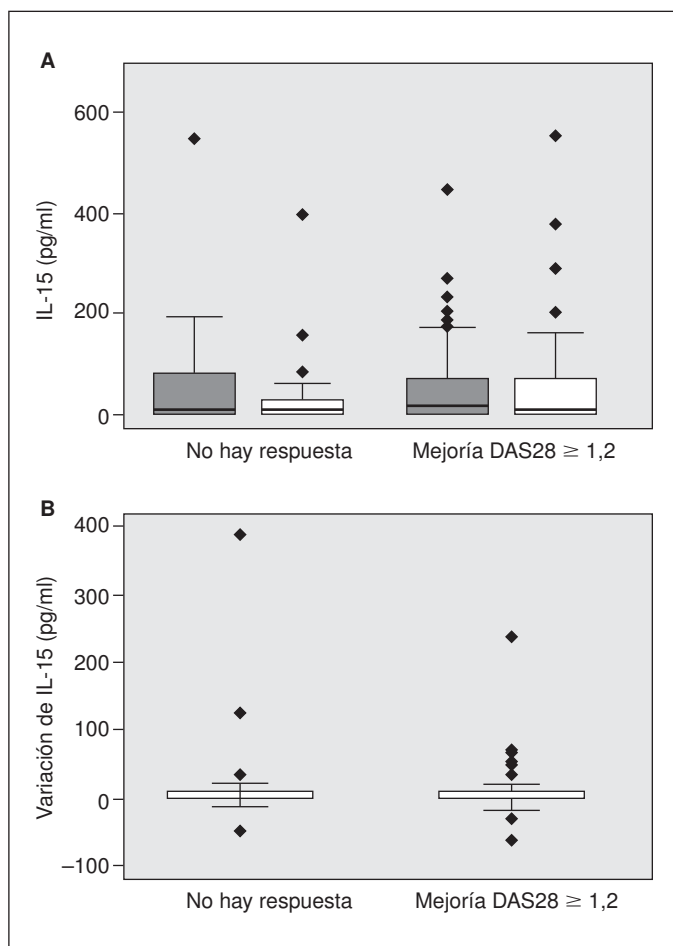 A
600
400
200
0
IL-15 (pg/ml)
No hay respuesta Mejoría DAS28 ≥ 1,2
B
400
300
200
100
0
–100
Variación de IL-15 (pg/ml)
No hay respuesta Mejoría DAS28 ≥ 1,2